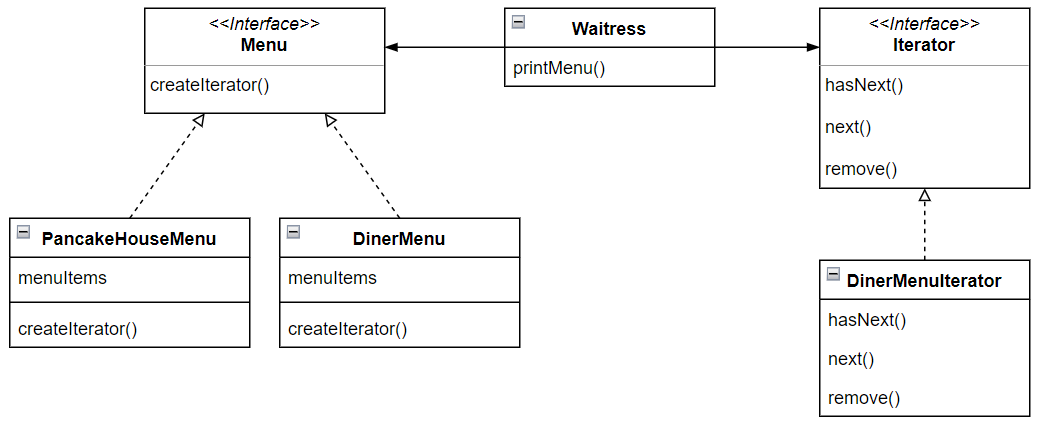 <<Interface>>
Menu
createIterator()
Waitress
printMenu()
<<Interface>>
Iterator
hasNext()
next()
remove()
PancakeHouseMenu
menuItems
createIterator()
DinerMenu
menuItems
createIterator()
DinerMenuIterator
hasNext()
next()
remove()